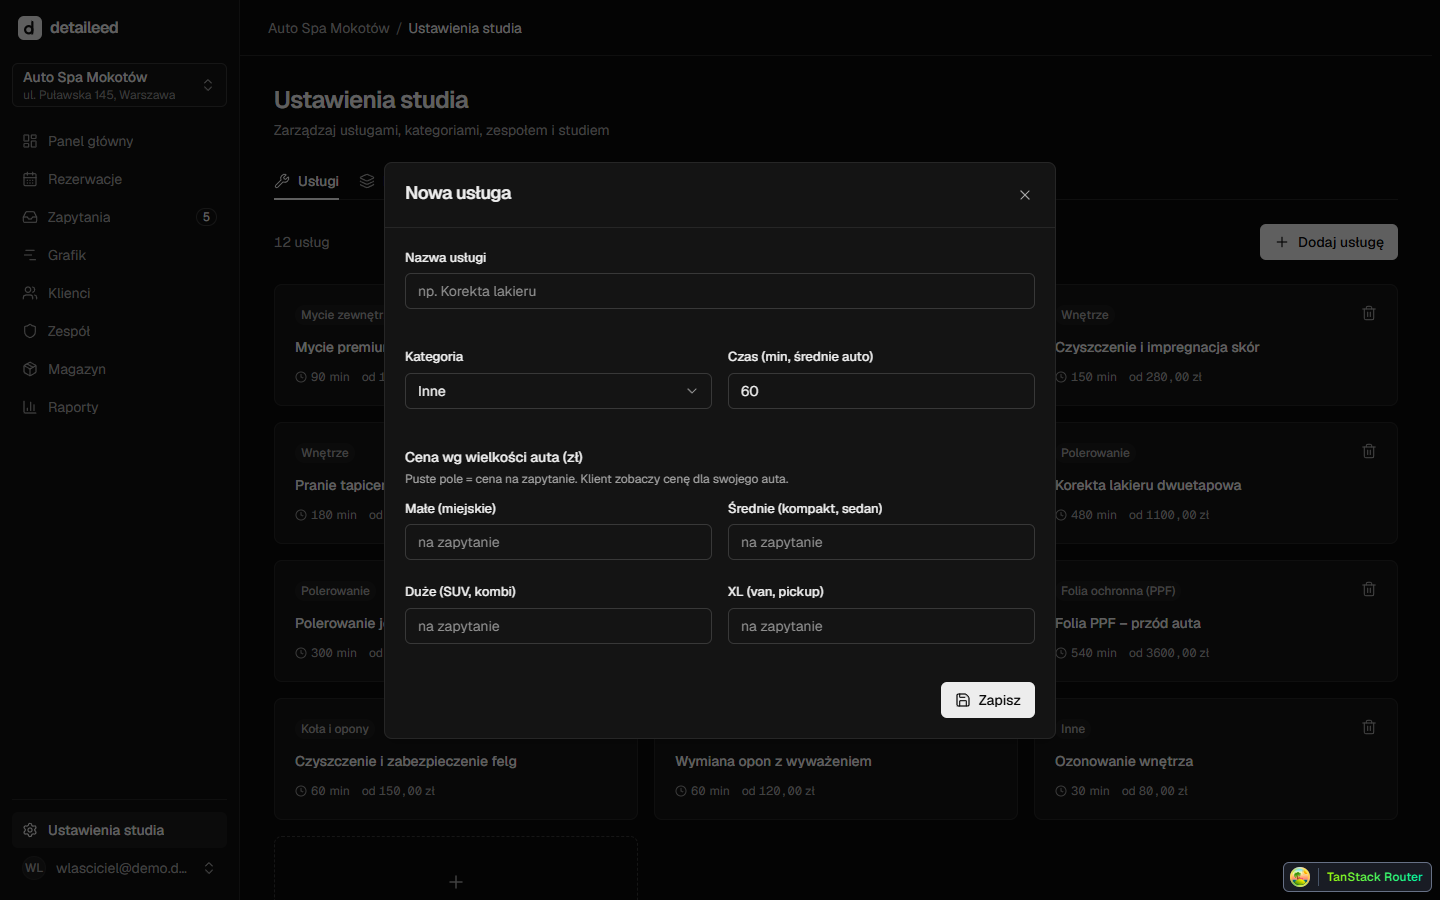 detaileed
Auto Spa Mokotów / Ustawienia studia
Auto Spa Mokotów
ul. Puławska 145, Warszawa
Panel główny
Rezerwacje
Zapytania 5
Grafik
Klienci
Zespół
Magazyn
Raporty
Ustawienia studia
WL wlasciciel@demo.d...
Ustawienia studia
Zarządzaj usługami, kategoriami, zespołem i studiem
Usługi
12 usług
Dodaj usługę
Nowa usługa
Nazwa usługi
np. Korekta lakieru
Kategoria Czas (min, średnie auto)
Inne 60
Cena wg wielkości auta (zł)
Puste pole = cena na zapytanie. Klient zobaczy cenę dla swojego auta.
Małe (miejskie) Średnie (kompakt, sedan)
na zapytanie na zapytanie
Duże (SUV, kombi) XL (van, pickup)
na zapytanie na zapytanie
Zapisz
Mycie zewnętr
Mycie premiu
90 min od 1
Wnętrze
Czyszczenie i impregnacja skór
150 min od 280,00 zł
Wnętrze
Pranie tapicer
180 min od
Polerowanie
Korekta lakieru dwuetapowa
480 min od 1100,00 zł
Polerowanie
Polerowanie j
300 min od
Folia ochronna (PPF)
Folia PPF – przód auta
540 min od 3600,00 zł
Koła i opony
Czyszczenie i zabezpieczenie felg
60 min od 150,00 zł
Wymiana opon z wyważeniem
60 min od 120,00 zł
Inne
Ozonowanie wnętrza
30 min od 80,00 zł
TanStack Router